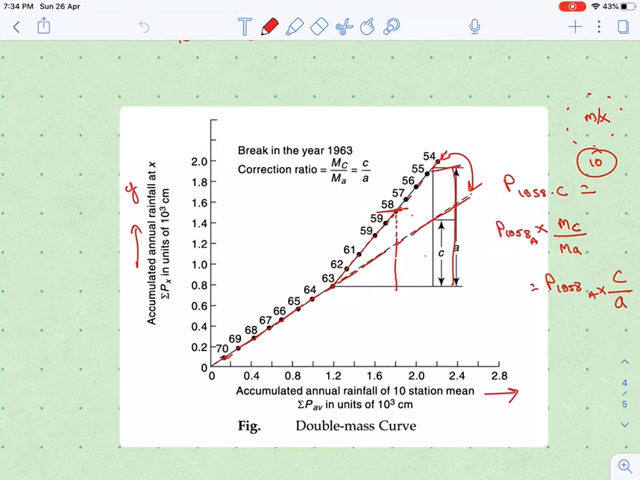 7:34 PM Sun 26 Apr
43%
Break in the year 1963
Correction ratio = Mc/Ma = c/a
2.0
1.8
1.6
1.4
1.2
1.0
0.8
0.6
0.4
0.2
0
Accumulated annual rainfall at x
ΣPx in units of 10³ cm
y
54
55
56
57
58
59
59
61
62
63
64
65
66
67
68
69
70
c
a
0 0.4 0.8 1.2 1.6 2.0 2.4 2.8
Accumulated annual rainfall of 10 station mean
ΣPav in units of 10³ cm
Fig. Double-mass Curve
M/x
10
P1958.C =
P1958A × Mc/Ma
= P1958A × C/a
4
/
5